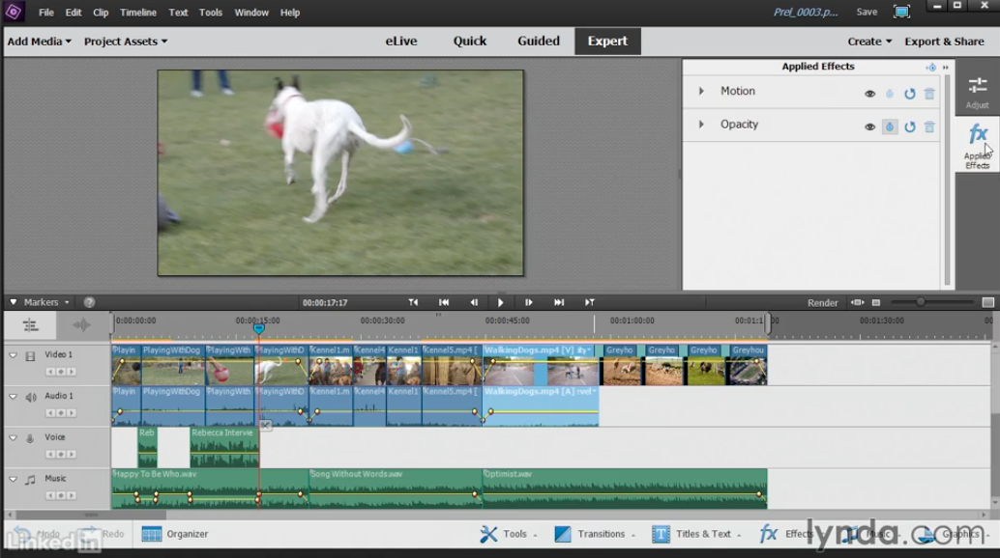 File Edit Clip Timeline Text Tools Window Help Prel_0003.p... Save
Add Media Project Assets eLive Quick Guided Expert Create Export & Share
Applied Effects
Motion
Opacity
Adjust
fx
Applied
Effects
Markers ? 00:00:17:17 Render
0:00:00:00 00:00:15:00 00:00:30:00 00:00:45:00 00:01:00:00 00:01:1 00:01:30:00
Video 1 Playin PlayingWithDog PlayingWith PlayingWithD Kennel1.m Kennel4 Kennel1 Kennel5.mp4 [ WalkingDogs.mp4 [V] ity Greyho Greyho Greyho Greyhou
Audio 1 Playin PlayingWithDog PlayingWith PlayingWithD Kennel1.m Kennel4 Kennel1 Kennel5.mp4 [ WalkingDogs.mp4 [A]
Voice Reb Rebecca Intervie
Music Happy To Be Who.wav Song Without Words.wav Optimist.wav
Undo Redo Organizer Tools Transitions T Titles & Text fx Effects Music Graphics
LinkedIn
lynda.com